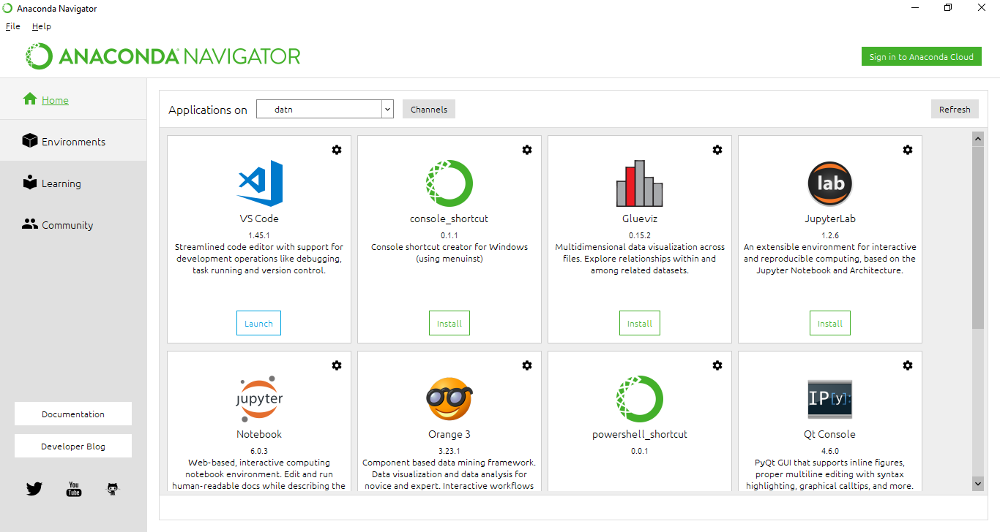 Anaconda Navigator
File Help
ANACONDA NAVIGATOR
Sign in to Anaconda Cloud
Home
Environments
Learning
Community
Documentation
Developer Blog
You
Tube
Applications on datn Channels Refresh
VS Code
1.45.1
Streamlined code editor with support for
development operations like debugging,
task running and version control.
Launch
console_shortcut
0.1.1
Console shortcut creator for Windows
(using menuinst)
Install
Glueviz
0.15.2
Multidimensional data visualization across
files. Explore relationships within and
among related datasets.
Install
lab
JupyterLab
1.2.6
An extensible environment for interactive
and reproducible computing, based on the
Jupyter Notebook and Architecture.
Install
jupyter
Notebook
6.0.3
Web-based, interactive computing
notebook environment. Edit and run
human-readable docs while describing the
Orange 3
3.23.1
Component based data mining framework.
Data visualization and data analysis for
novice and expert. Interactive workflows
powershell_shortcut
0.0.1
IP[y]:
Qt Console
4.6.0
PyQt GUI that supports inline figures,
proper multiline editing with syntax
highlighting, graphical calltips, and more.